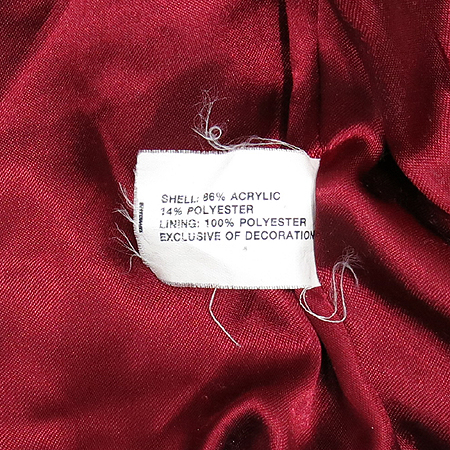 SHELL: 86% ACRYLIC
14% POLYESTER
LINING: 100% POLYESTER
EXCLUSIVE OF DECORATION